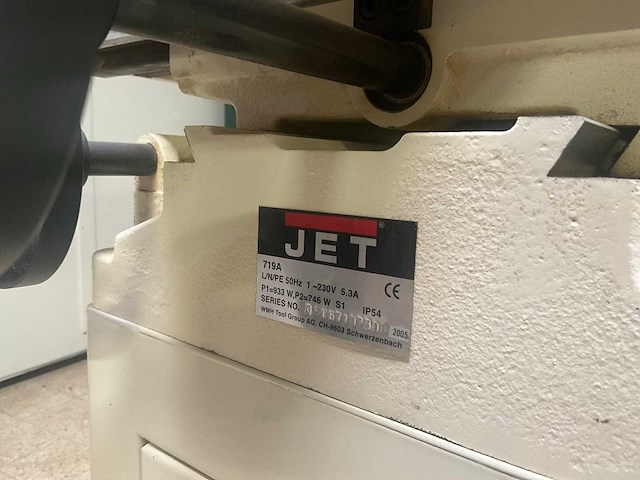 JET
®
719A
L/N/PE 50Hz 1~230V 5.3A
CE
P1=933 W,P2=746 W S1 IP54
SERIES NO. 2005.
WMH Tool Group AG, CH-8603 Schwerzenbach